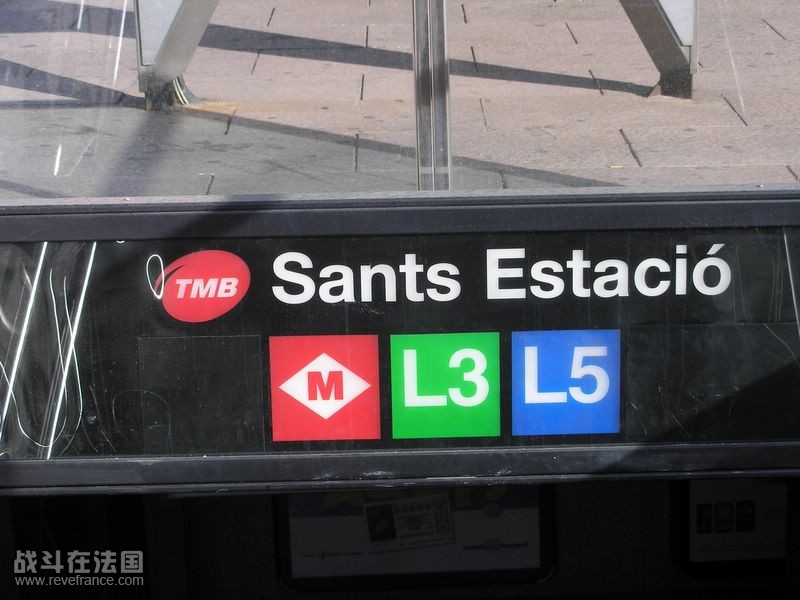 TMB Sants Estació
M L3 L5
战斗在法国
www.revefrance.com